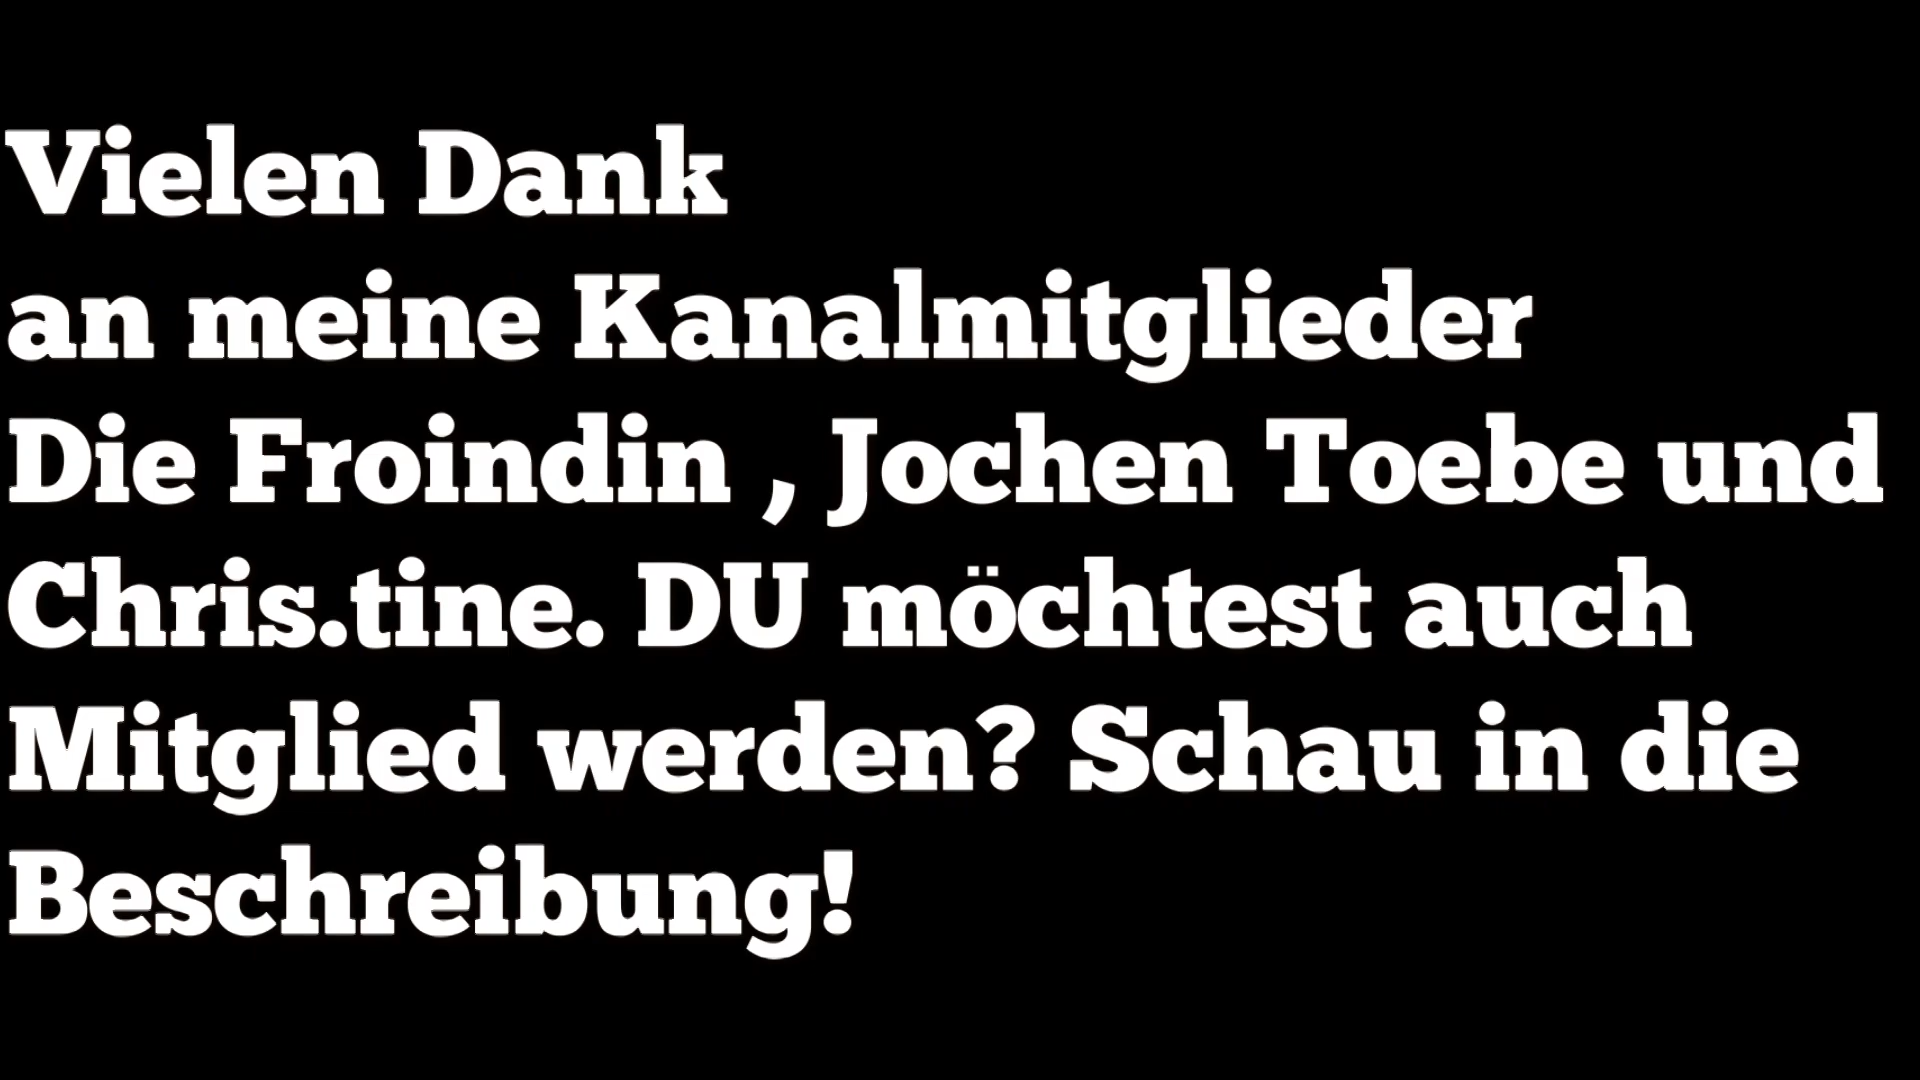 Vielen Dank
an meine Kanalmitglieder
Die Froindin , Jochen Toebe und
Chris.tine. DU möchtest auch
Mitglied werden? Schau in die
Beschreibung!